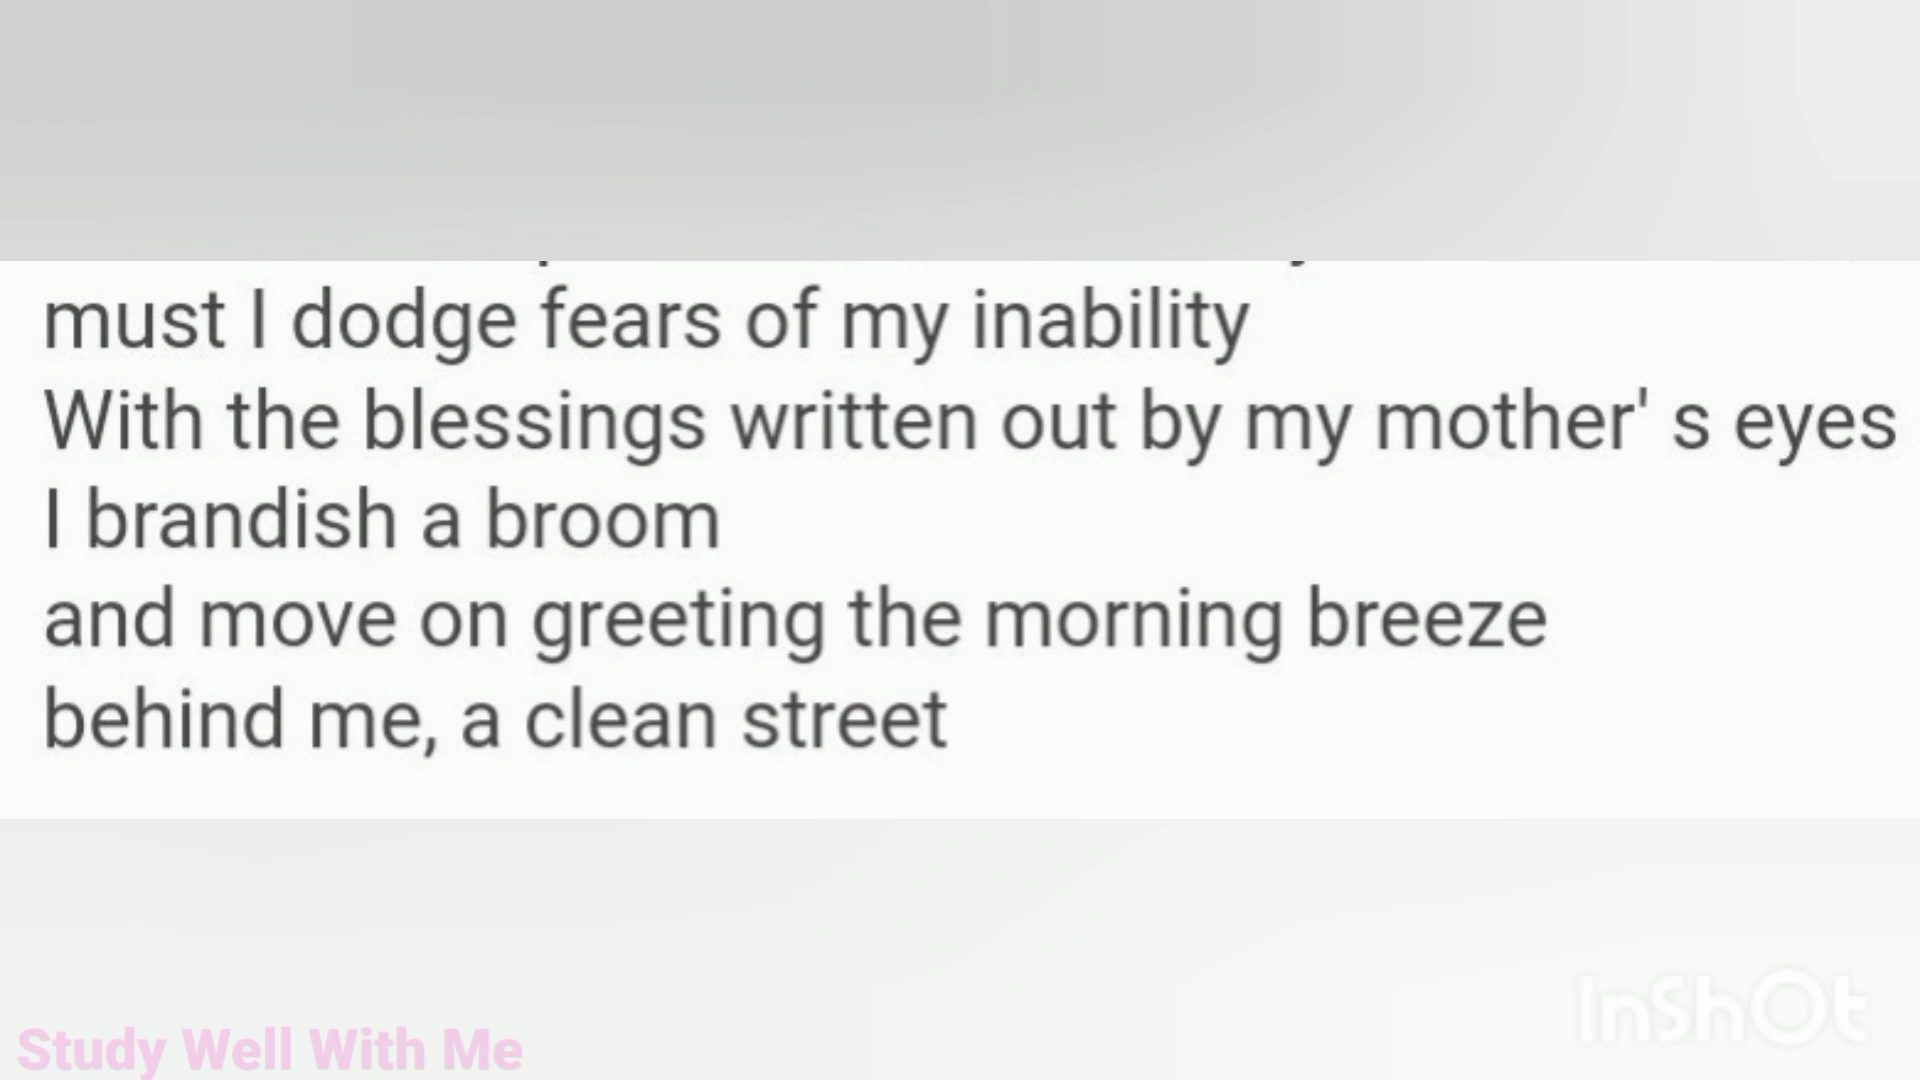 must I dodge fears of my inability
With the blessings written out by my mother' s eyes
I brandish a broom
and move on greeting the morning breeze
behind me, a clean street
InShOt
Study Well With Me